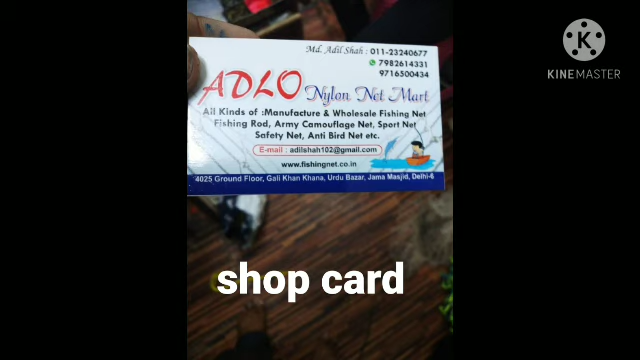 Md. Adil Shah : 011-23240677
7982614331
9716500434
ADLO Nylon Net Mart
All Kinds of :Manufacture & Wholesale Fishing Net
Fishing Rod, Army Camouflage Net, Sport Net
Safety Net, Anti Bird Net etc.
E-mail : adilshah102@gmail.com
www.fishingnet.co.in
4025 Ground Floor, Gali Khan Khana, Urdu Bazar, Jama Masjid, Delhi-6
shop card
K
KINEMASTER